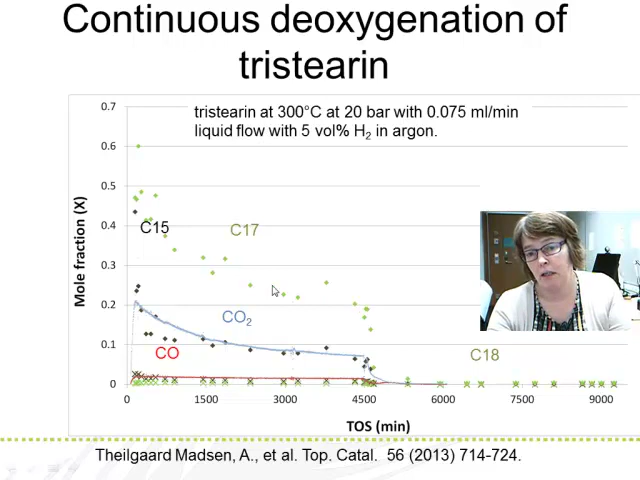 Continuous deoxygenation of
tristearin
tristearin at 300°C at 20 bar with 0.075 ml/min
liquid flow with 5 vol% H₂ in argon.
0.7
0.6
0.5
0.4
0.3
0.2
0.1
0
Mole fraction (X)
C15
C17
CO₂
CO
C18
0
1500
3000
4500
6000
7500
9000
TOS (min)
Theilgaard Madsen, A., et al. Top. Catal. 56 (2013) 714-724.